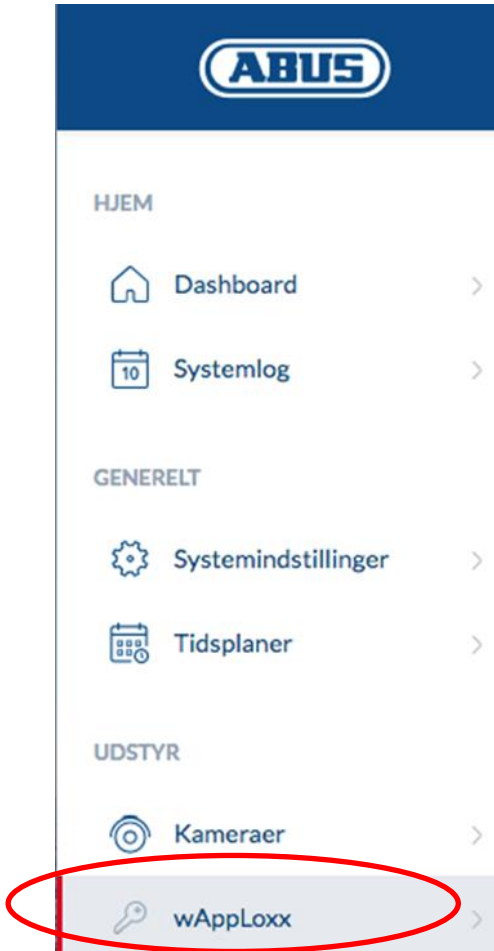 ABUS
HJEM
Dashboard
10 Systemlog
GENERELT
Systemindstillinger
Tidsplaner
UDSTYR
Kameraer
wAppLoxx